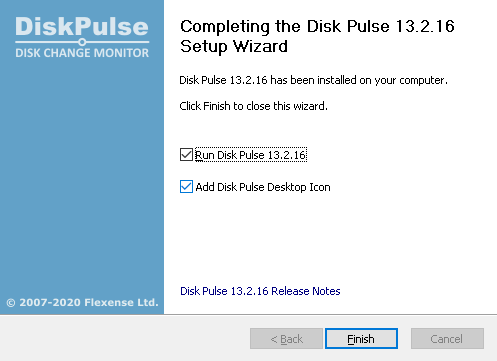 DiskPulse
DISK CHANGE MONITOR
Completing the Disk Pulse 13.2.16
Setup Wizard
Disk Pulse 13.2.16 has been installed on your computer.
Click Finish to close this wizard.
Run Disk Pulse 13.2.16
Add Disk Pulse Desktop Icon
Disk Pulse 13.2.16 Release Notes
© 2007-2020 Flexense Ltd.
< Back
Finish
Cancel